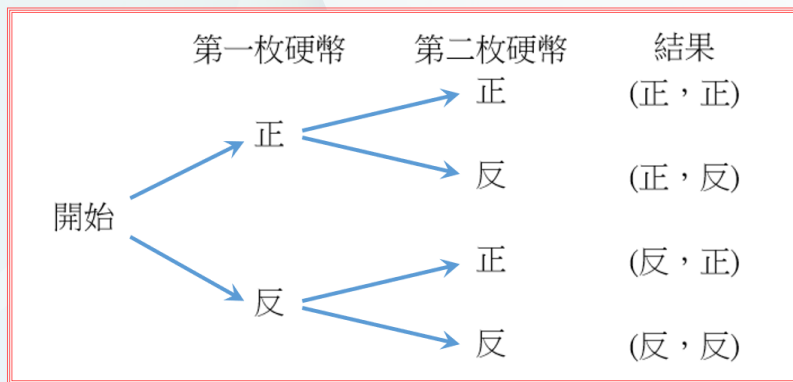 第一枚硬幣 第二枚硬幣 結果
正 (正，正)
正
反 (正，反)
開始
正 (反，正)
反
反 (反，反)